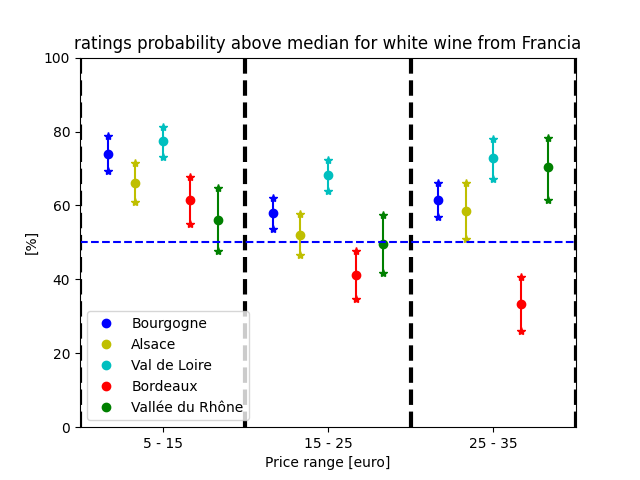 ratings probability above median for white wine from Francia
100
80
60
40
20
0
[%]
Bourgogne
Alsace
Val de Loire
Bordeaux
Vallée du Rhône
5 - 15
15 - 25
25 - 35
Price range [euro]